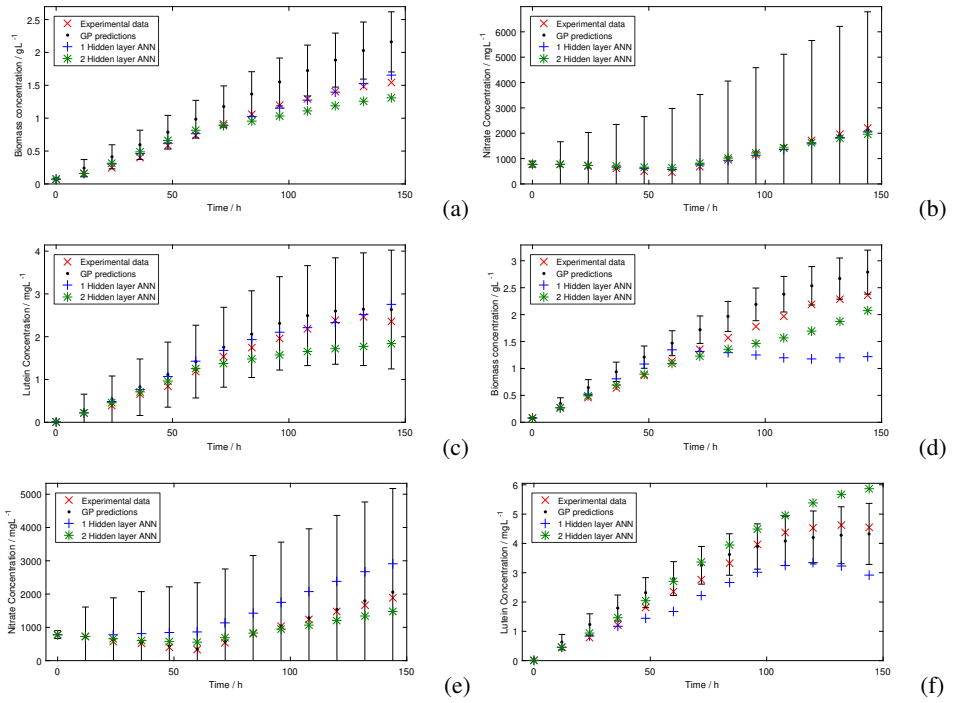 Experimental data
GP predictions
1 Hidden layer ANN
2 Hidden layer ANN
Biomass concentration / gL⁻¹
0
0.5
1
1.5
2
2.5
0
50
100
150
Time / h
(a)
Experimental data
GP predictions
1 Hidden layer ANN
2 Hidden layer ANN
Nitrate Concentration / mgL⁻¹
0
1000
2000
3000
4000
5000
6000
0
50
100
150
Time / h
(b)
Experimental data
GP predictions
1 Hidden layer ANN
2 Hidden layer ANN
Lutein Concentration / mgL⁻¹
0
1
2
3
4
0
50
100
150
Time / h
(c)
Experimental data
GP predictions
1 Hidden layer ANN
2 Hidden layer ANN
Biomass concentration / gL⁻¹
0
0.5
1
1.5
2
2.5
3
0
50
100
150
Time / h
(d)
Experimental data
GP predictions
1 Hidden layer ANN
2 Hidden layer ANN
Nitrate Concentration / mgL⁻¹
0
1000
2000
3000
4000
5000
0
50
100
150
Time / h
(e)
Experimental data
GP predictions
1 Hidden layer ANN
2 Hidden layer ANN
Lutein Concentration / mgL⁻¹
0
1
2
3
4
5
6
0
50
100
150
Time / h
(f)